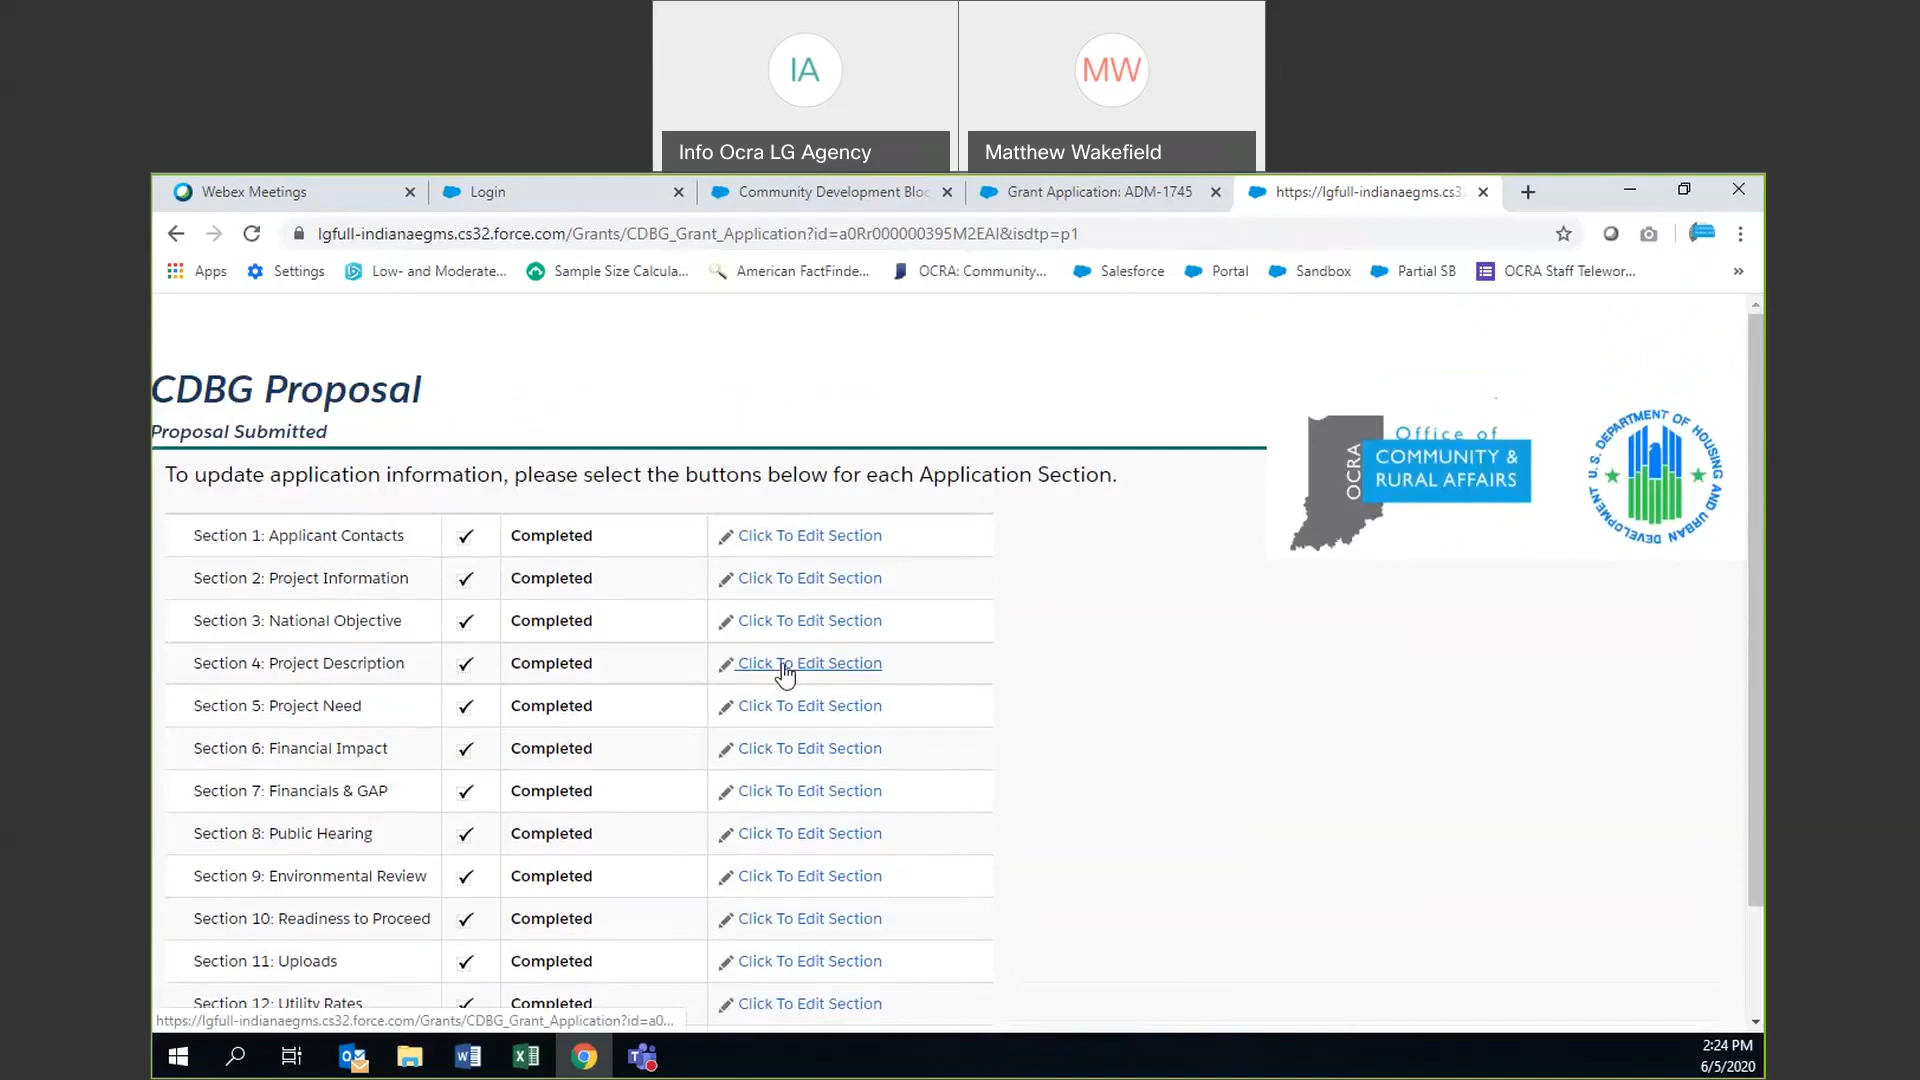 IA
MW
Info Ocra LG Agency
Matthew Wakefield
Webex Meetings
Login
Community Development Bloc
Grant Application: ADM-1745
https://lgfull-indianaegms.cs32
lgfull-indianaegms.cs32.force.com/Grants/CDBG_Grant_Application?id=a0Rr000000395M2EAI&isdtp=p1
Apps
Settings
Low- and Moderate...
Sample Size Calcula...
American FactFinde...
OCRA: Community...
Salesforce
Portal
Sandbox
Partial SB
OCRA Staff Telewor...
»
CDBG Proposal
Proposal Submitted
To update application information, please select the buttons below for each Application Section.
OCRA
Office of
COMMUNITY &
RURAL AFFAIRS
U.S. DEPARTMENT OF HOUSING AND URBAN DEVELOPMENT
Section 1: Applicant Contacts Completed Click To Edit Section
Section 2: Project Information Completed Click To Edit Section
Section 3: National Objective Completed Click To Edit Section
Section 4: Project Description Completed Click To Edit Section
Section 5: Project Need Completed Click To Edit Section
Section 6: Financial Impact Completed Click To Edit Section
Section 7: Financials & GAP Completed Click To Edit Section
Section 8: Public Hearing Completed Click To Edit Section
Section 9: Environmental Review Completed Click To Edit Section
Section 10: Readiness to Proceed Completed Click To Edit Section
Section 11: Uploads Completed Click To Edit Section
Section 12: Utility Rates Completed Click To Edit Section
https://lgfull-indianaegms.cs32.force.com/Grants/CDBG_Grant_Application?id=a0...
2:24 PM
6/5/2020